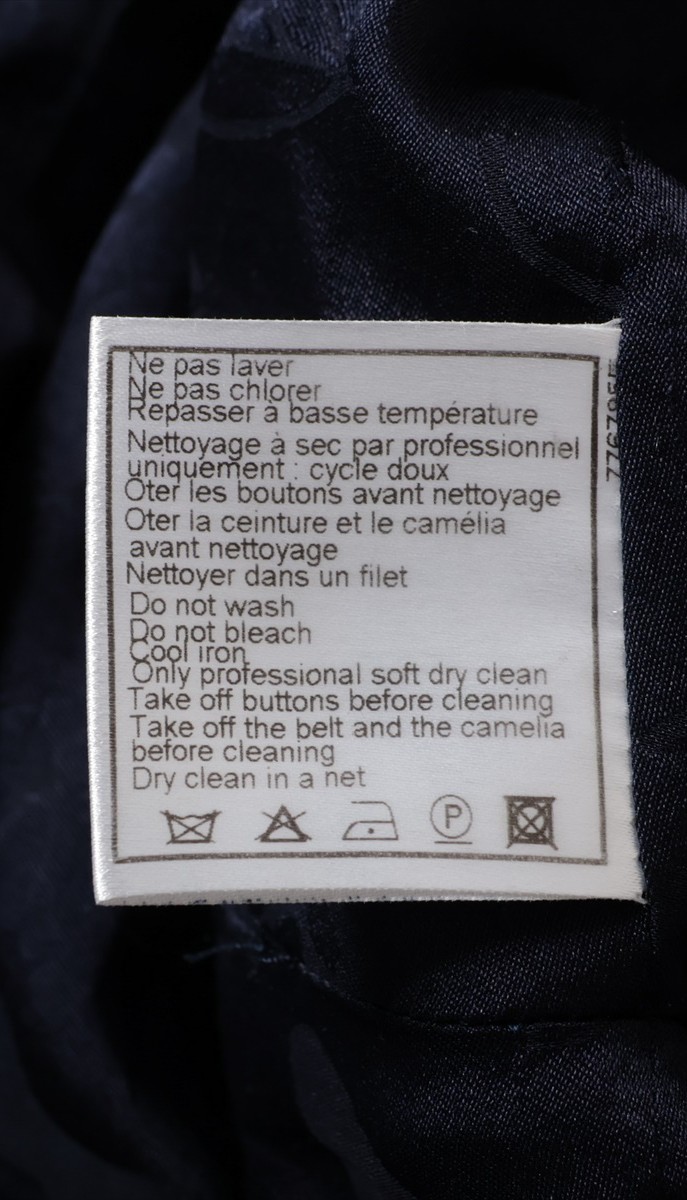 Ne pas laver
Ne pas chlorer
Repasser à basse température
Nettoyage à sec par professionnel
uniquement : cycle doux
Oter les boutons avant nettoyage
Oter la ceinture et le camélia
avant nettoyage
Nettoyer dans un filet
Do not wash
Do not bleach
Cool iron
Only professional soft dry clean
Take off buttons before cleaning
Take off the belt and the camelia
before cleaning
Dry clean in a net
P